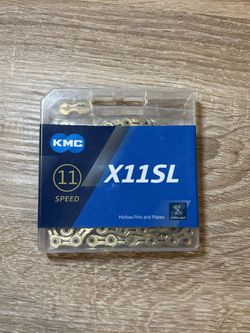 KMC
11
SPEED
X11SL
Hollow Pins and Plates